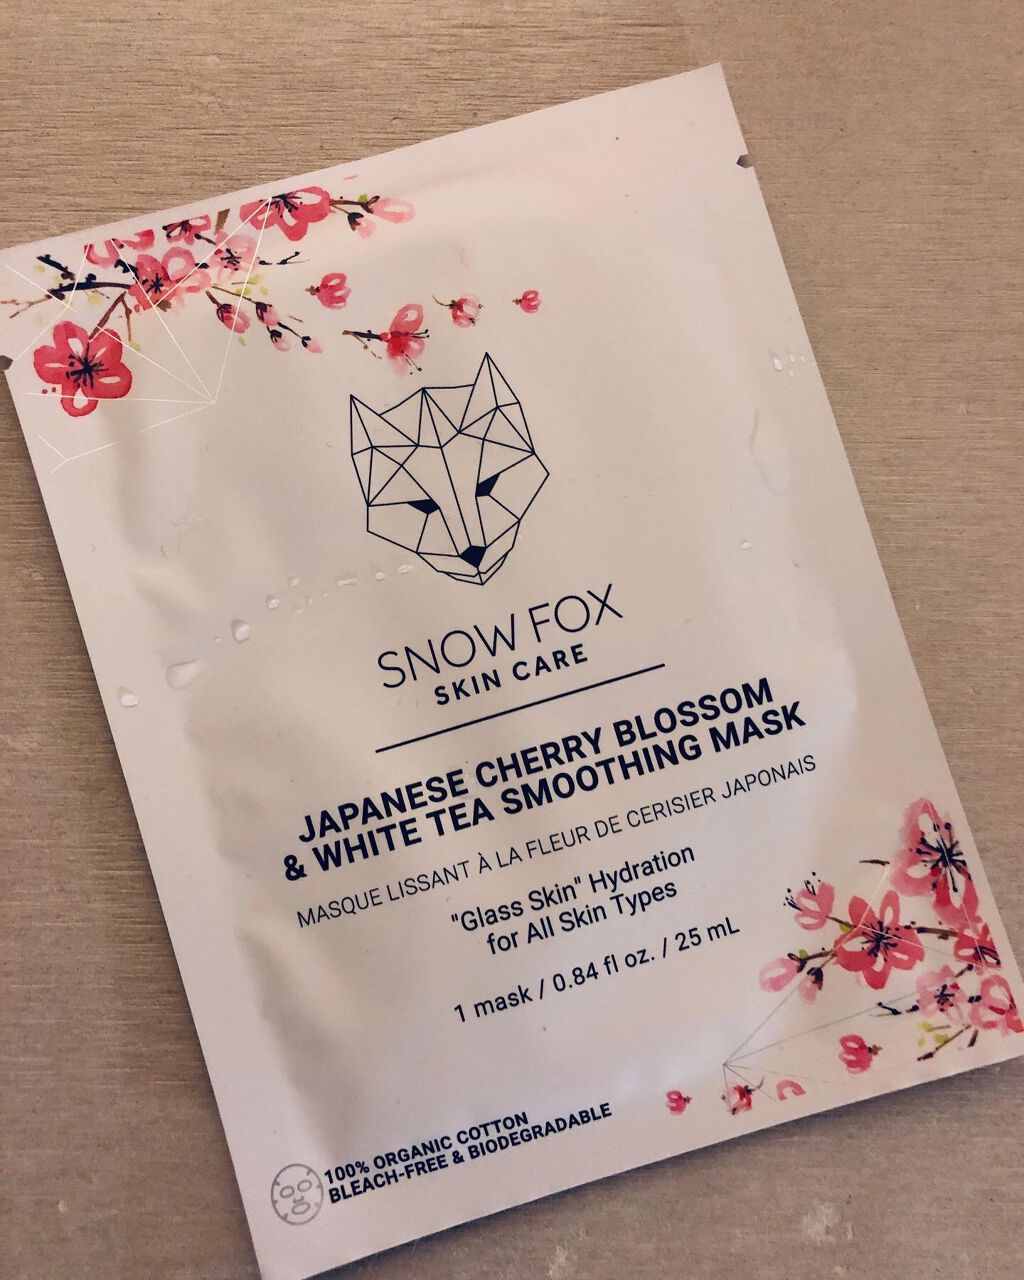 SNOW FOX
SKIN CARE
JAPANESE CHERRY BLOSSOM
& WHITE TEA SMOOTHING MASK
MASQUE LISSANT À LA FLEUR DE CERISIER JAPONAIS
"Glass Skin" Hydration
for All Skin Types
1 mask / 0.84 fl oz. / 25 mL
100% ORGANIC COTTON
BLEACH-FREE & BIODEGRADABLE